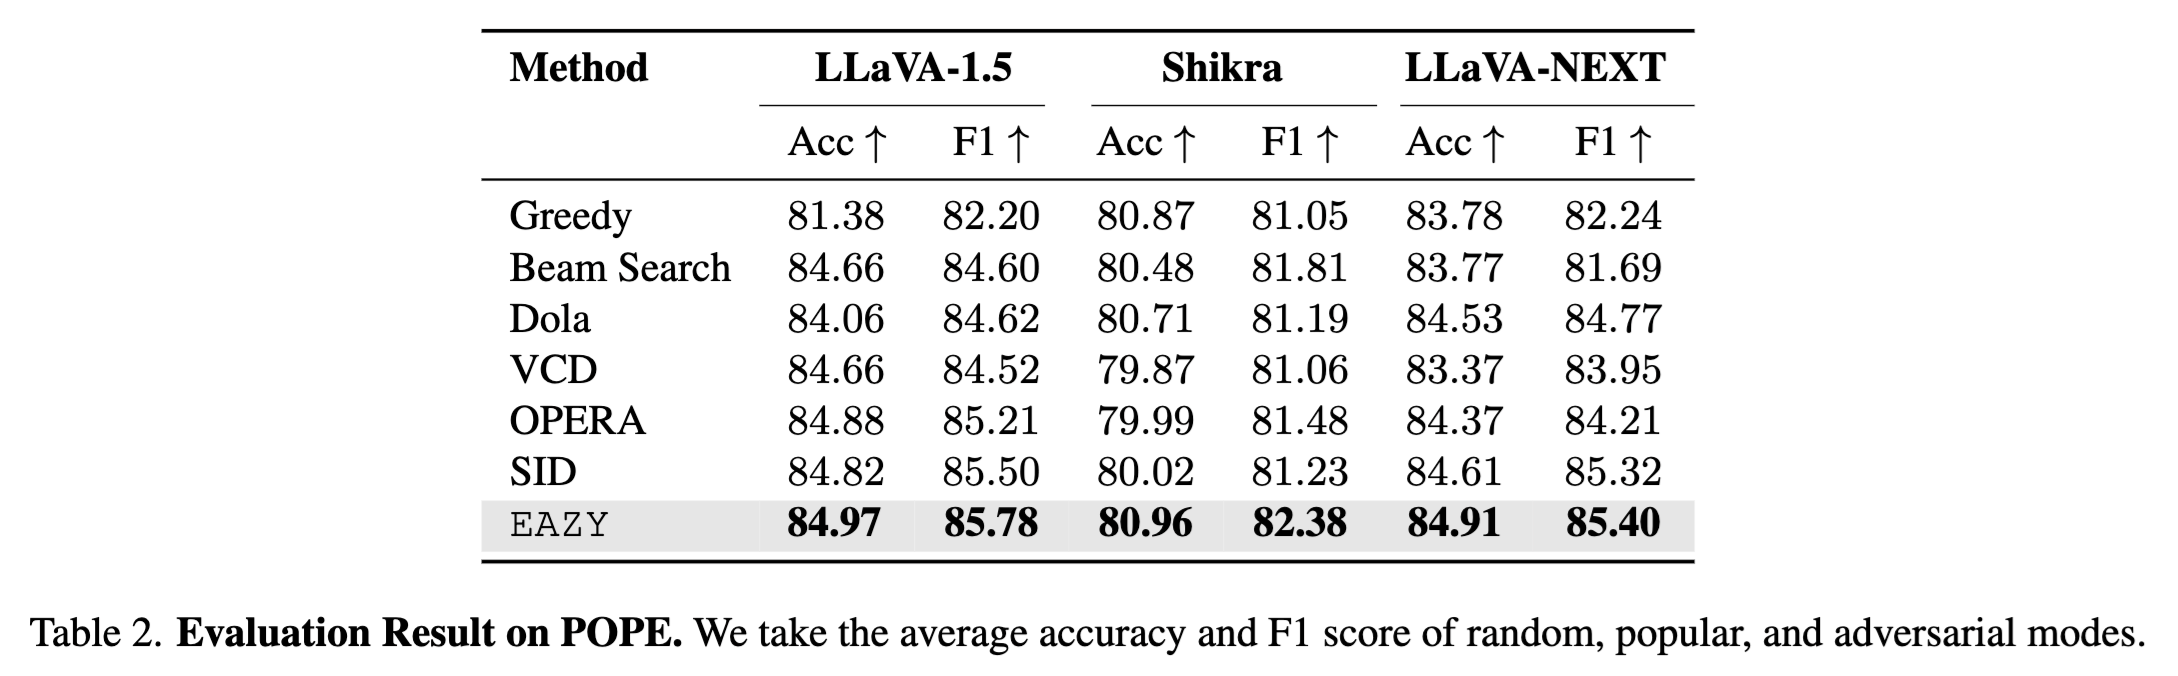 Method LLaVA-1.5 Shikra LLaVA-NEXT
Acc ↑ F1 ↑ Acc ↑ F1 ↑ Acc ↑ F1 ↑
Greedy 81.38 82.20 80.87 81.05 83.78 82.24
Beam Search 84.66 84.60 80.48 81.81 83.77 81.69
Dola 84.06 84.62 80.71 81.19 84.53 84.77
VCD 84.66 84.52 79.87 81.06 83.37 83.95
OPERA 84.88 85.21 79.99 81.48 84.37 84.21
SID 84.82 85.50 80.02 81.23 84.61 85.32
EAZY 84.97 85.78 80.96 82.38 84.91 85.40
Table 2. Evaluation Result on POPE. We take the average accuracy and F1 score of random, popular, and adversarial modes.